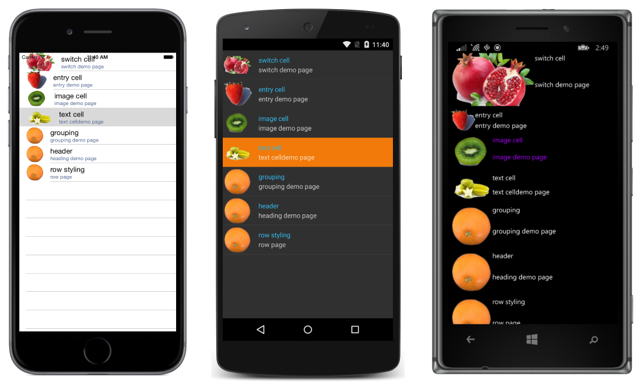 switch cell
switch demo page
entry cell
entry demo page
image cell
image demo page
text cell
text celldemo page
grouping
grouping demo page
header
heading demo page
row styling
row page
11:40
switch cell
switch demo page
entry cell
entry demo page
image cell
image demo page
text cell
text celldemo page
grouping
grouping demo page
header
heading demo page
row styling
row page
2:49
switch cell
switch demo page
entry cell
entry demo page
image cell
image demo page
text cell
text celldemo page
grouping
grouping demo page
header
heading demo page
row styling
row page